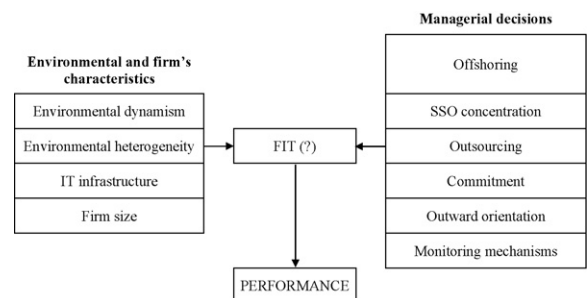 Environmental and firm's
characteristics
Environmental dynamism
Environmental heterogeneity
IT infrastructure
Firm size
FIT (?)
PERFORMANCE
Managerial decisions
Offshoring
SSO concentration
Outsourcing
Commitment
Outward orientation
Monitoring mechanisms